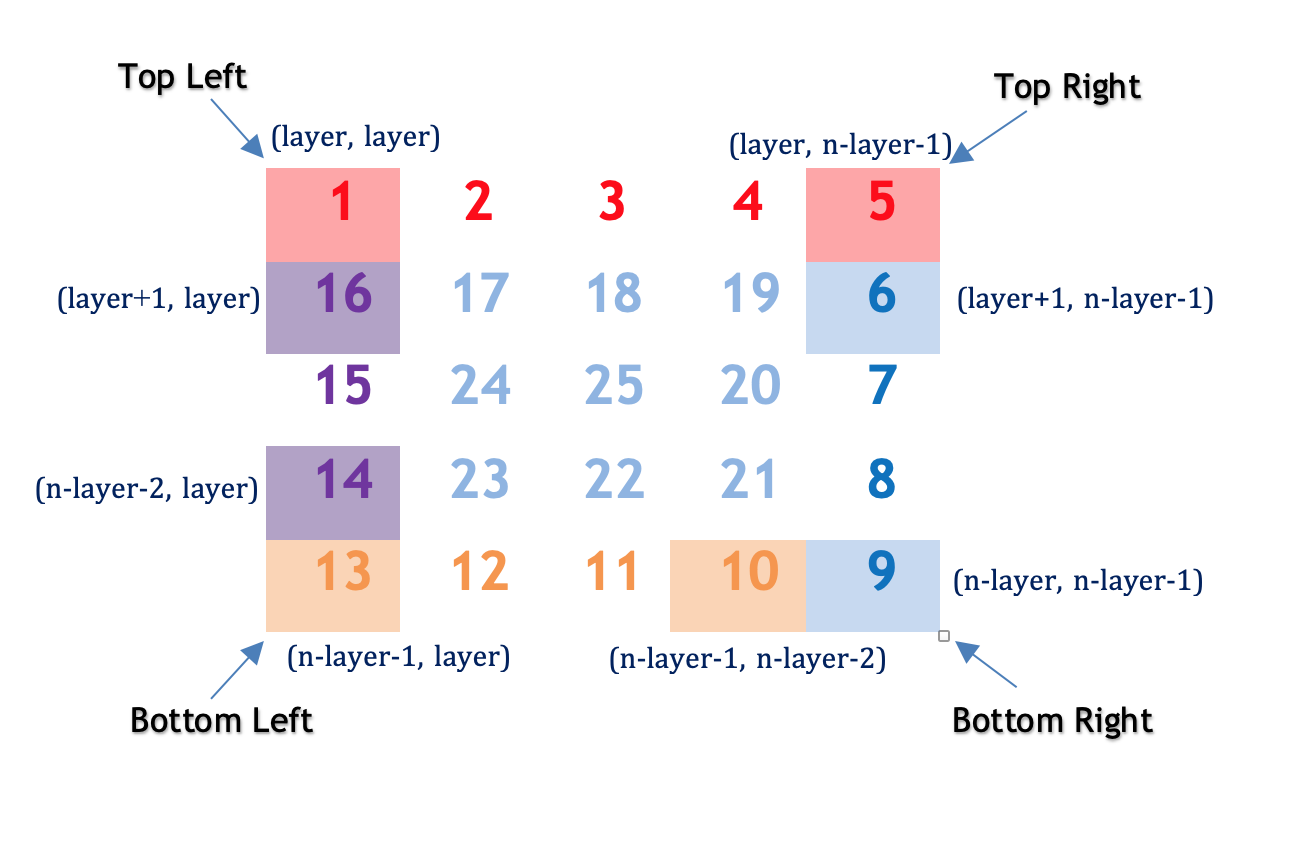 Top Left
Top Right
(layer, layer)
(layer, n-layer-1)
1 2 3 4 5
(layer+1, layer) 16 17 18 19 6 (layer+1, n-layer-1)
15 24 25 20 7
(n-layer-2, layer) 14 23 22 21 8
13 12 11 10 9 (n-layer, n-layer-1)
(n-layer-1, layer) (n-layer-1, n-layer-2)
Bottom Left Bottom Right